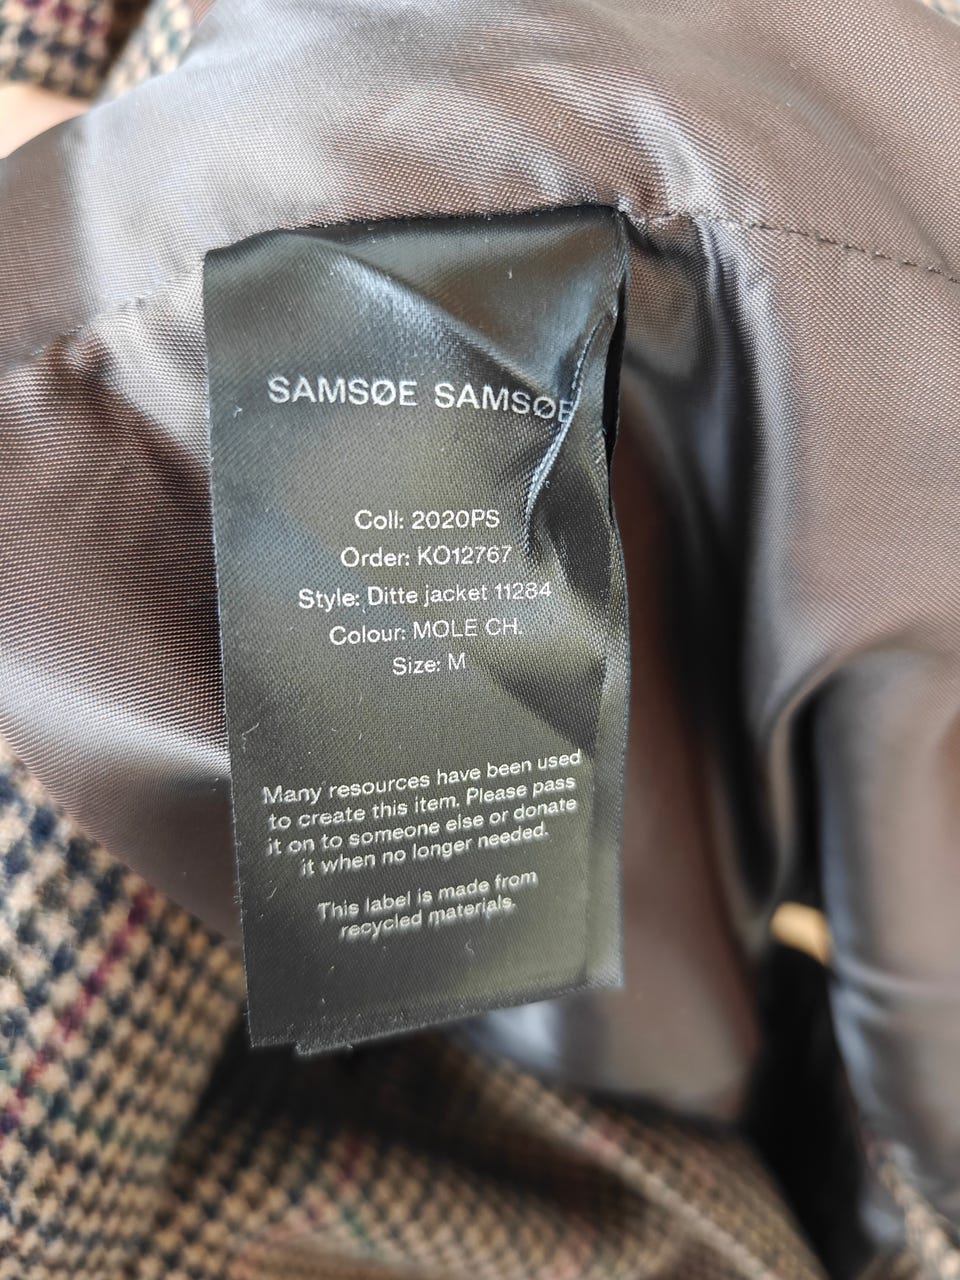 SAMSØE SAMSØE
Coll: 2020PS
Order: KO12767
Style: Ditte jacket 11284
Colour: MOLE CH.
Size: M
Many resources have been used
to create this item. Please pass
it on to someone else or donate
it when no longer needed.
This label is made from
recycled materials.